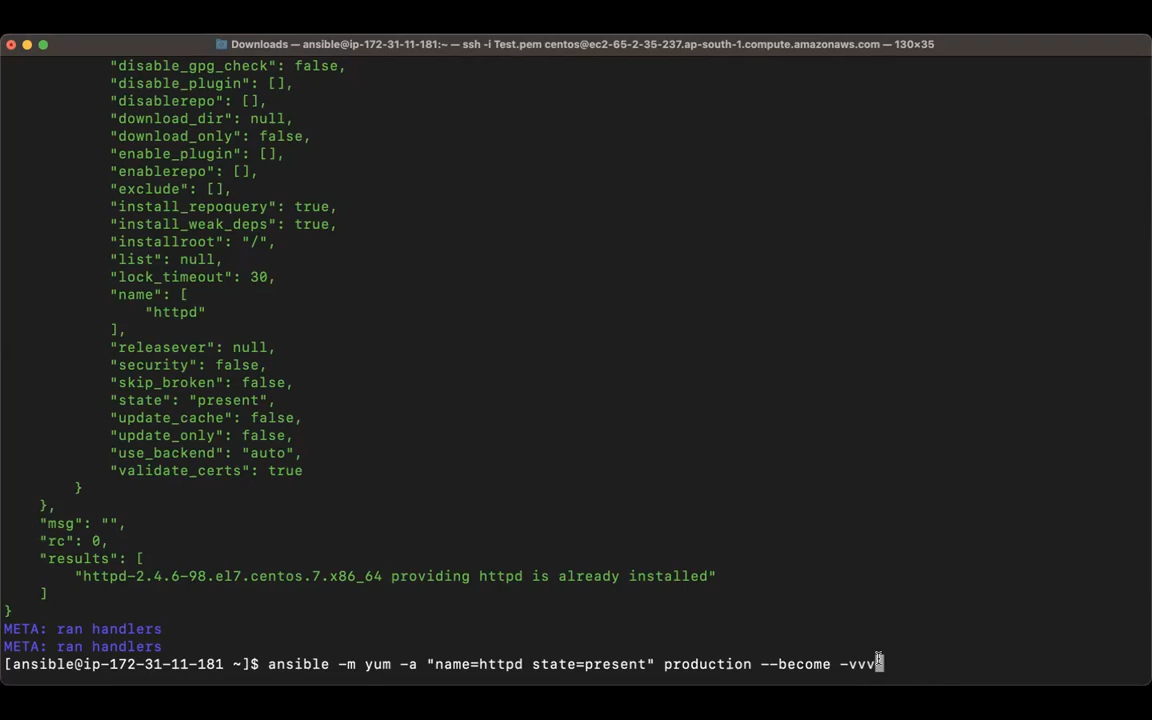 Downloads — ansible@ip-172-31-11-181:~ — ssh -i Test.pem centos@ec2-65-2-35-237.ap-south-1.compute.amazonaws.com — 130×35
"disable_gpg_check": false,
"disable_plugin": [],
"disablerepo": [],
"download_dir": null,
"download_only": false,
"enable_plugin": [],
"enablerepo": [],
"exclude": [],
"install_repoquery": true,
"install_weak_deps": true,
"installroot": "/",
"list": null,
"lock_timeout": 30,
"name": [
"httpd"
],
"releasever": null,
"security": false,
"skip_broken": false,
"state": "present",
"update_cache": false,
"update_only": false,
"use_backend": "auto",
"validate_certs": true
}
},
"msg": "",
"rc": 0,
"results": [
"httpd-2.4.6-98.el7.centos.7.x86_64 providing httpd is already installed"
]
}
META: ran handlers
META: ran handlers
[ansible@ip-172-31-11-181 ~]$ ansible -m yum -a "name=httpd state=present" production --become -vvv